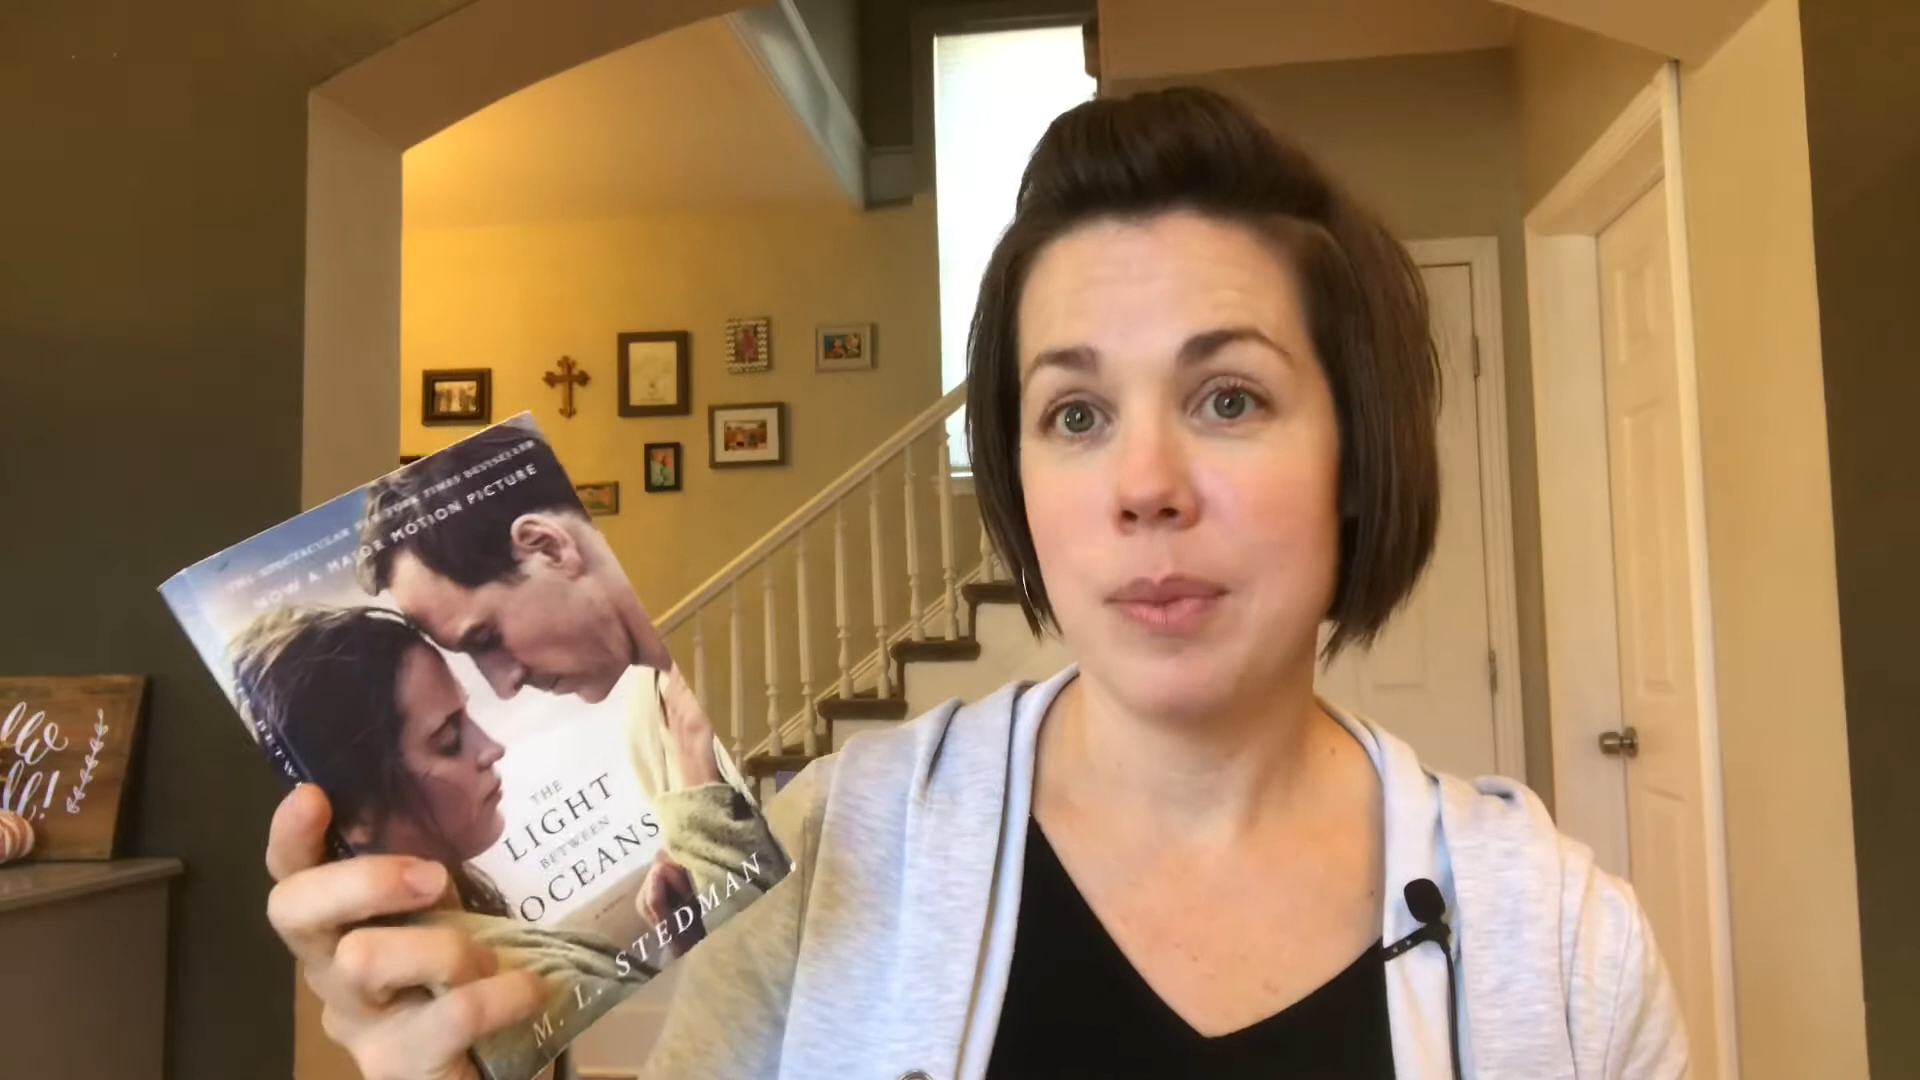 THE SPECTACULAR NEW YORK TIMES BESTSELLER
NOW A MAJOR MOTION PICTURE
THE
LIGHT
BETWEEN
OCEANS
M. L. STEDMAN